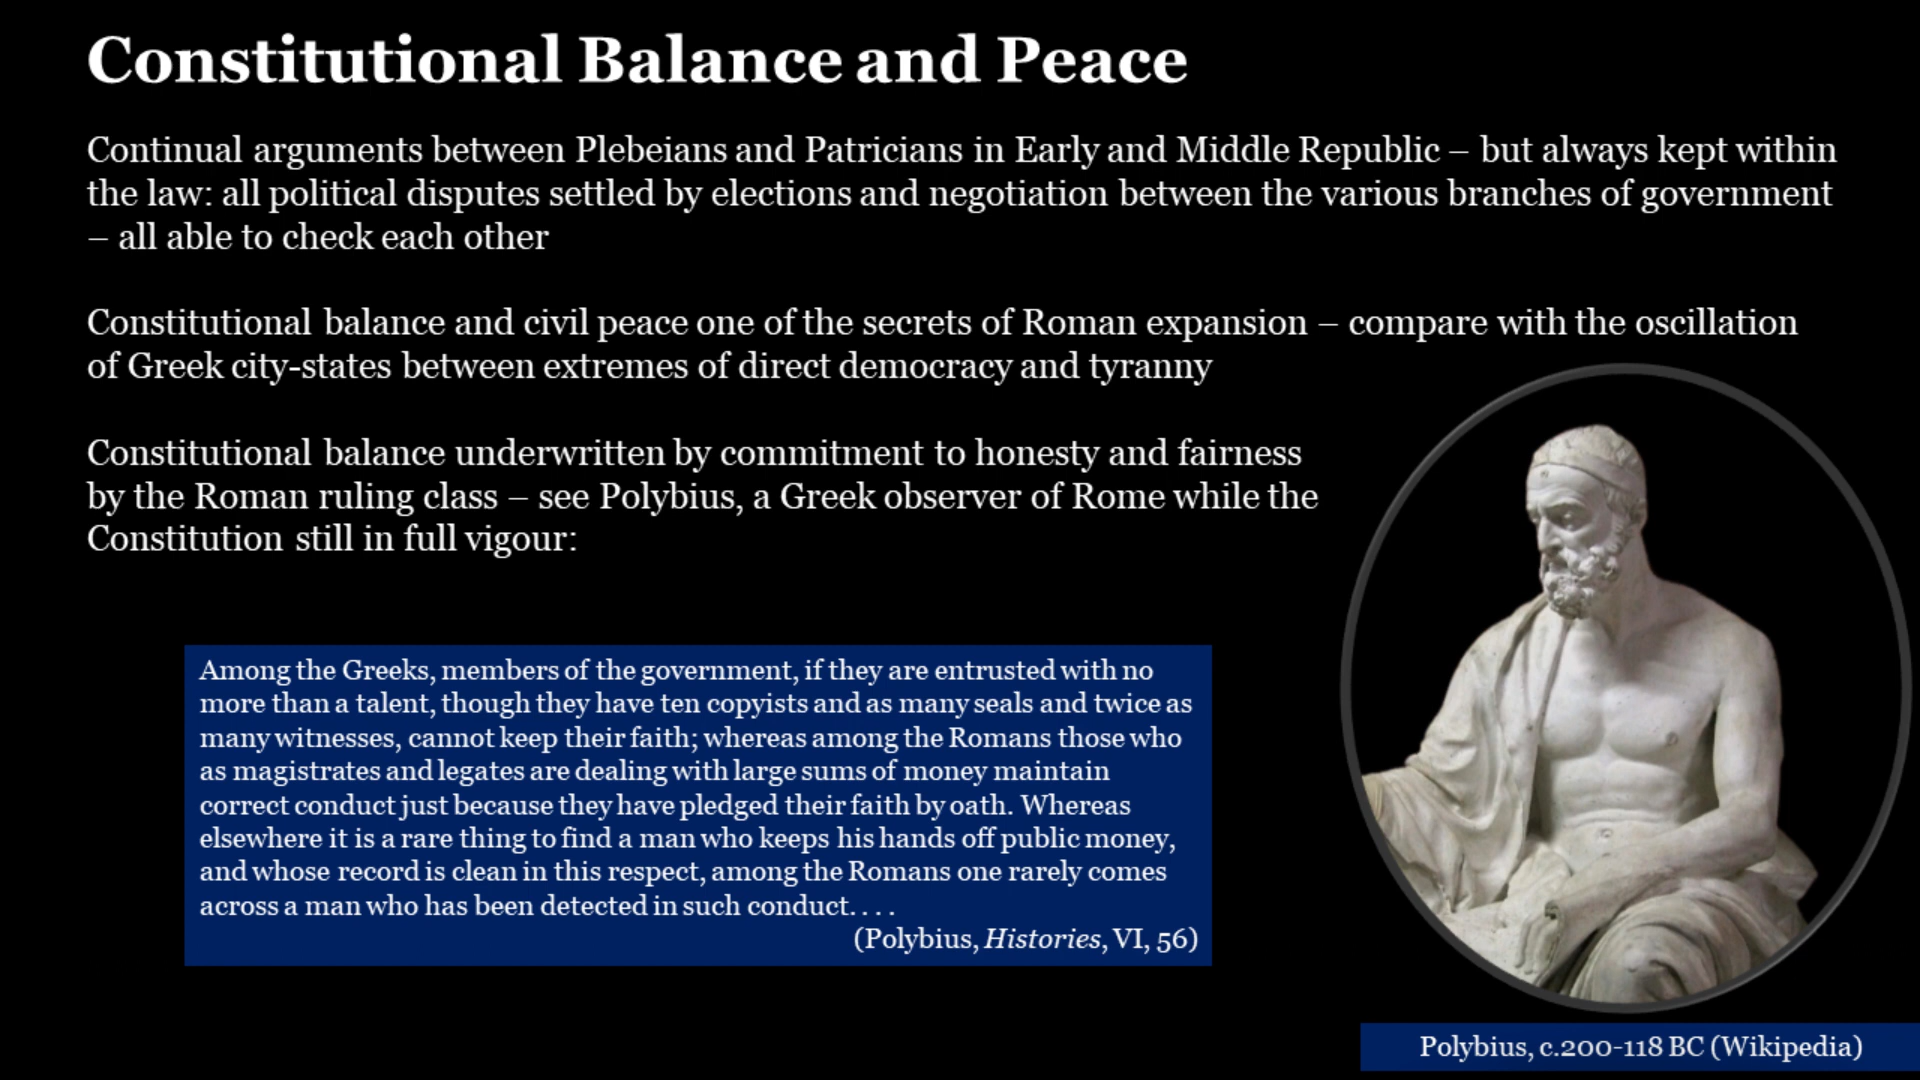 Constitutional Balance and Peace
Continual arguments between Plebeians and Patricians in Early and Middle Republic – but always kept within
the law: all political disputes settled by elections and negotiation between the various branches of government
– all able to check each other
Constitutional balance and civil peace one of the secrets of Roman expansion – compare with the oscillation
of Greek city-states between extremes of direct democracy and tyranny
Constitutional balance underwritten by commitment to honesty and fairness
by the Roman ruling class – see Polybius, a Greek observer of Rome while the
Constitution still in full vigour:
Among the Greeks, members of the government, if they are entrusted with no
more than a talent, though they have ten copyists and as many seals and twice as
many witnesses, cannot keep their faith; whereas among the Romans those who
as magistrates and legates are dealing with large sums of money maintain
correct conduct just because they have pledged their faith by oath. Whereas
elsewhere it is a rare thing to find a man who keeps his hands off public money,
and whose record is clean in this respect, among the Romans one rarely comes
across a man who has been detected in such conduct. . . .
(Polybius, Histories, VI, 56)
Polybius, c.200-118 BC (Wikipedia)